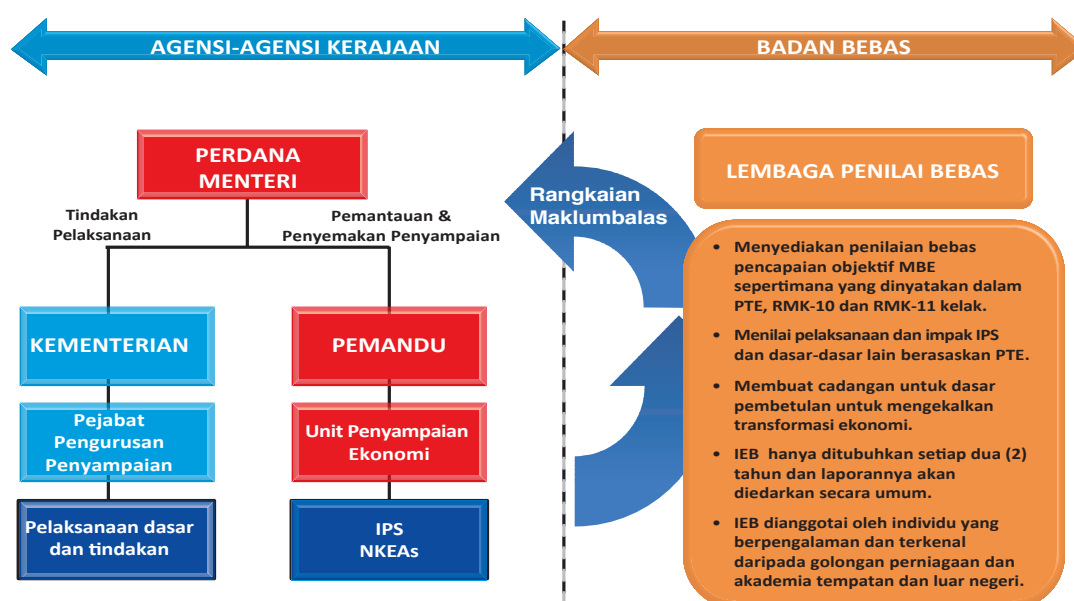 AGENSI-AGENSI KERAJAAN
BADAN BEBAS
PERDANA
MENTERI
Tindakan
Pelaksanaan
Pemantauan &
Penyemakan Penyampaian
KEMENTERIAN
PEMANDU
Pejabat
Pengurusan
Penyampaian
Unit Penyampaian
Ekonomi
Pelaksanaan dasar
dan tindakan
IPS
NKEAs
Rangkaian
Maklumbalas
LEMBAGA PENILAI BEBAS
• Menyediakan penilaian bebas
pencapaian objektif MBE
sepertimana yang dinyatakan dalam
PTE, RMK-10 dan RMK-11 kelak.
• Menilai pelaksanaan dan impak IPS
dan dasar-dasar lain berasaskan PTE.
• Membuat cadangan untuk dasar
pembetulan untuk mengekalkan
transformasi ekonomi.
• IEB hanya ditubuhkan setiap dua (2)
tahun dan laporannya akan
diedarkan secara umum.
• IEB dianggotai oleh individu yang
berpengalaman dan terkenal
daripada golongan perniagaan dan
akademia tempatan dan luar negeri.